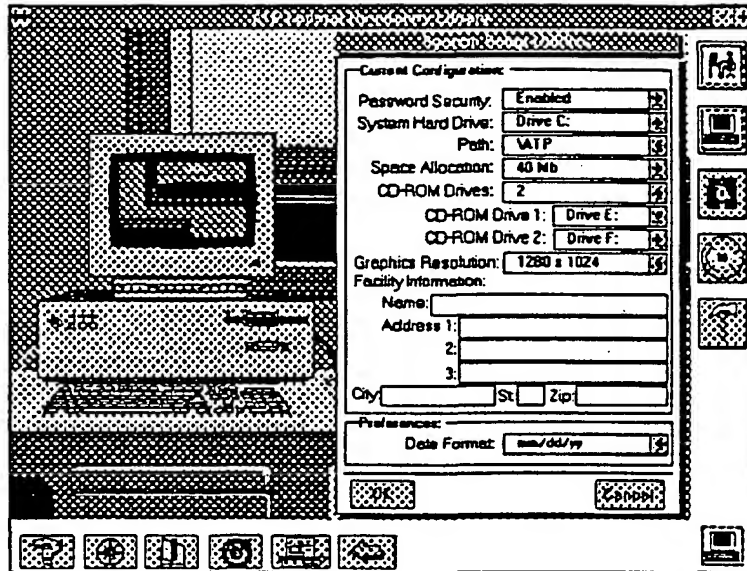 Current Configuration:
Password Security: Enabled
System Hard Drive: Drive C:
Path: \ATP
Space Allocation: 40 Mb
CD-ROM Drives: 2
CD-ROM Drive 1: Drive E:
CD-ROM Drive 2: Drive F:
Graphics Resolution: 1280 x 1024
Facility Information:
Name:
Address 1:
2:
3:
City: St: Zip:
Preferences:
Date Format: mm/dd/yy
OK Cancel